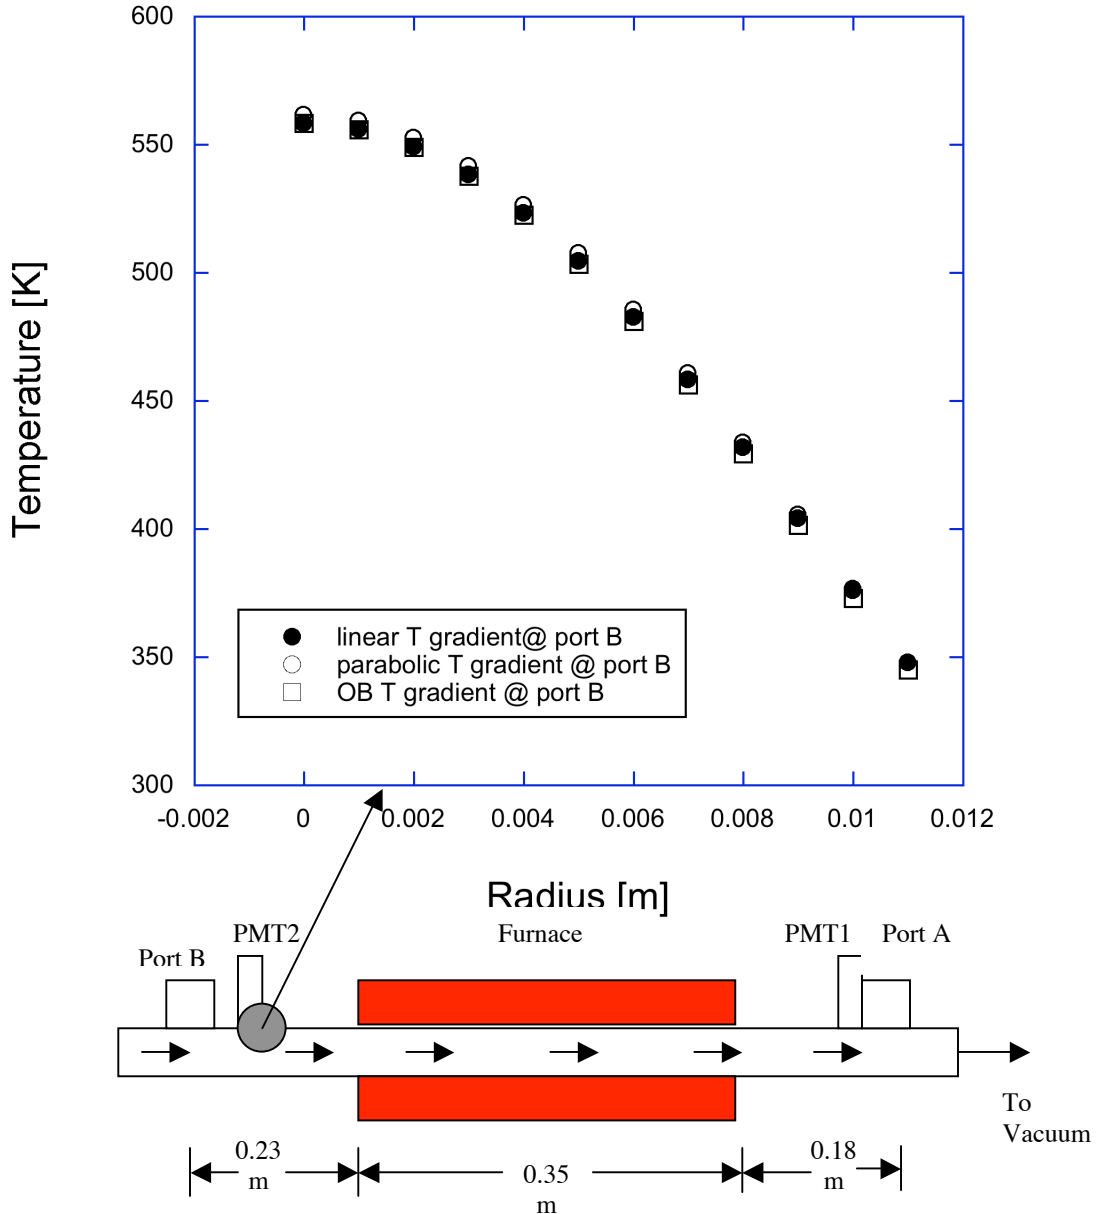 600
550
500
450
400
350
300
Temperature [K]
linear T gradient@ port B
parabolic T gradient @ port B
OB T gradient @ port B
-0.002 0 0.002 0.004 0.006 0.008 0.01 0.012
Radius [m]
PMT2 Furnace PMT1 Port A
Port B
To
Vacuum
0.23
m
0.35
m
0.18
m